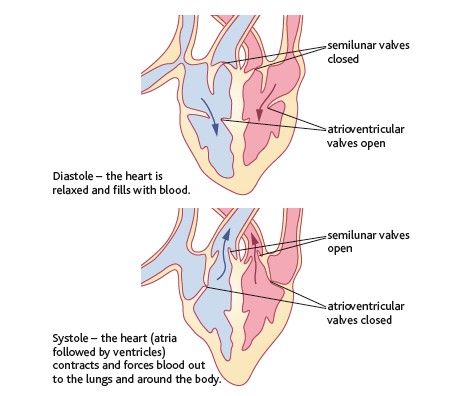 semilunar valves
closed
atrioventricular
valves open
Diastole – the heart is
relaxed and fills with blood.
semilunar valves
open
atrioventricular
valves closed
Systole – the heart (atria
followed by ventricles)
contracts and forces blood out
to the lungs and around the body.